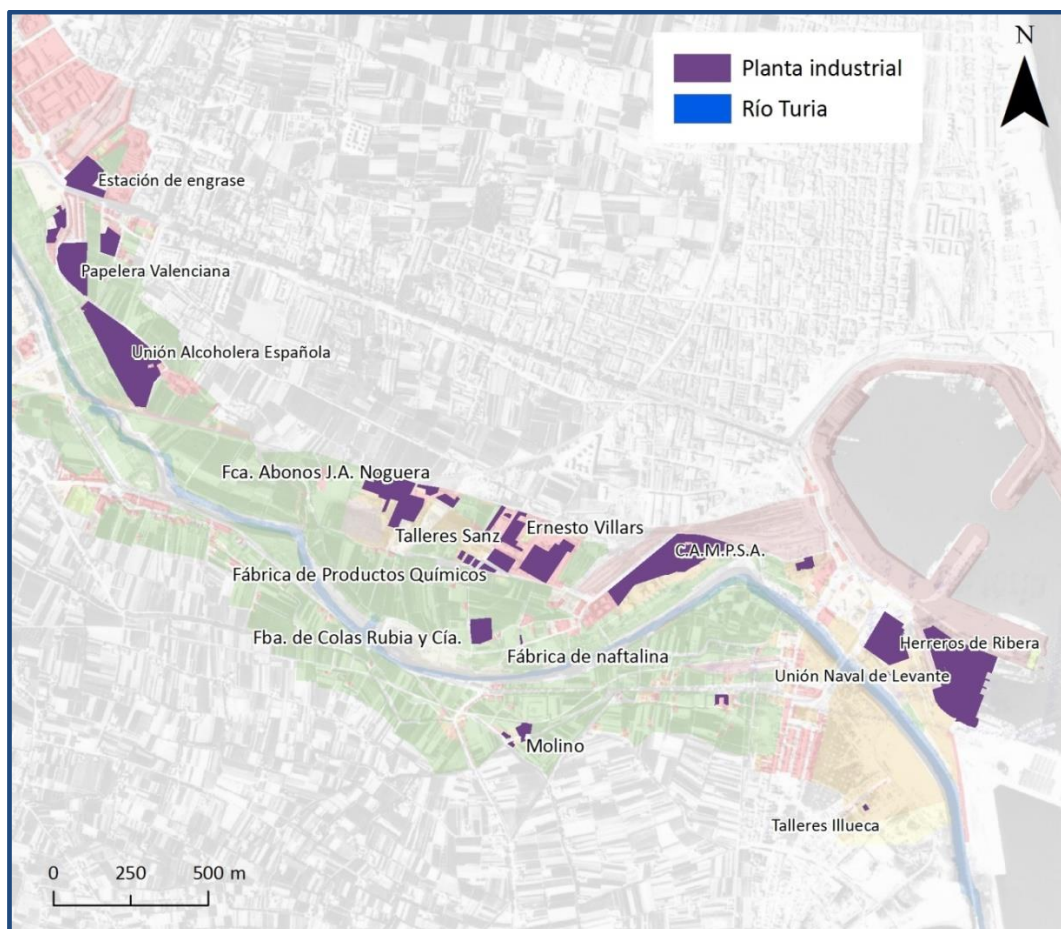 Planta industrial
Río Turia
N
Estación de engrase
Papelera Valenciana
Unión Alcoholera Española
Fca. Abonos J.A. Noguera
Talleres Sanz
Ernesto Villars
C.A.M.P.S.A.
Fábrica de Productos Químicos
Fba. de Colas Rubia y Cía.
Fábrica de naftalina
Herreros de Ribera
Unión Naval de Levante
Molino
Talleres Illueca
0 250 500 m